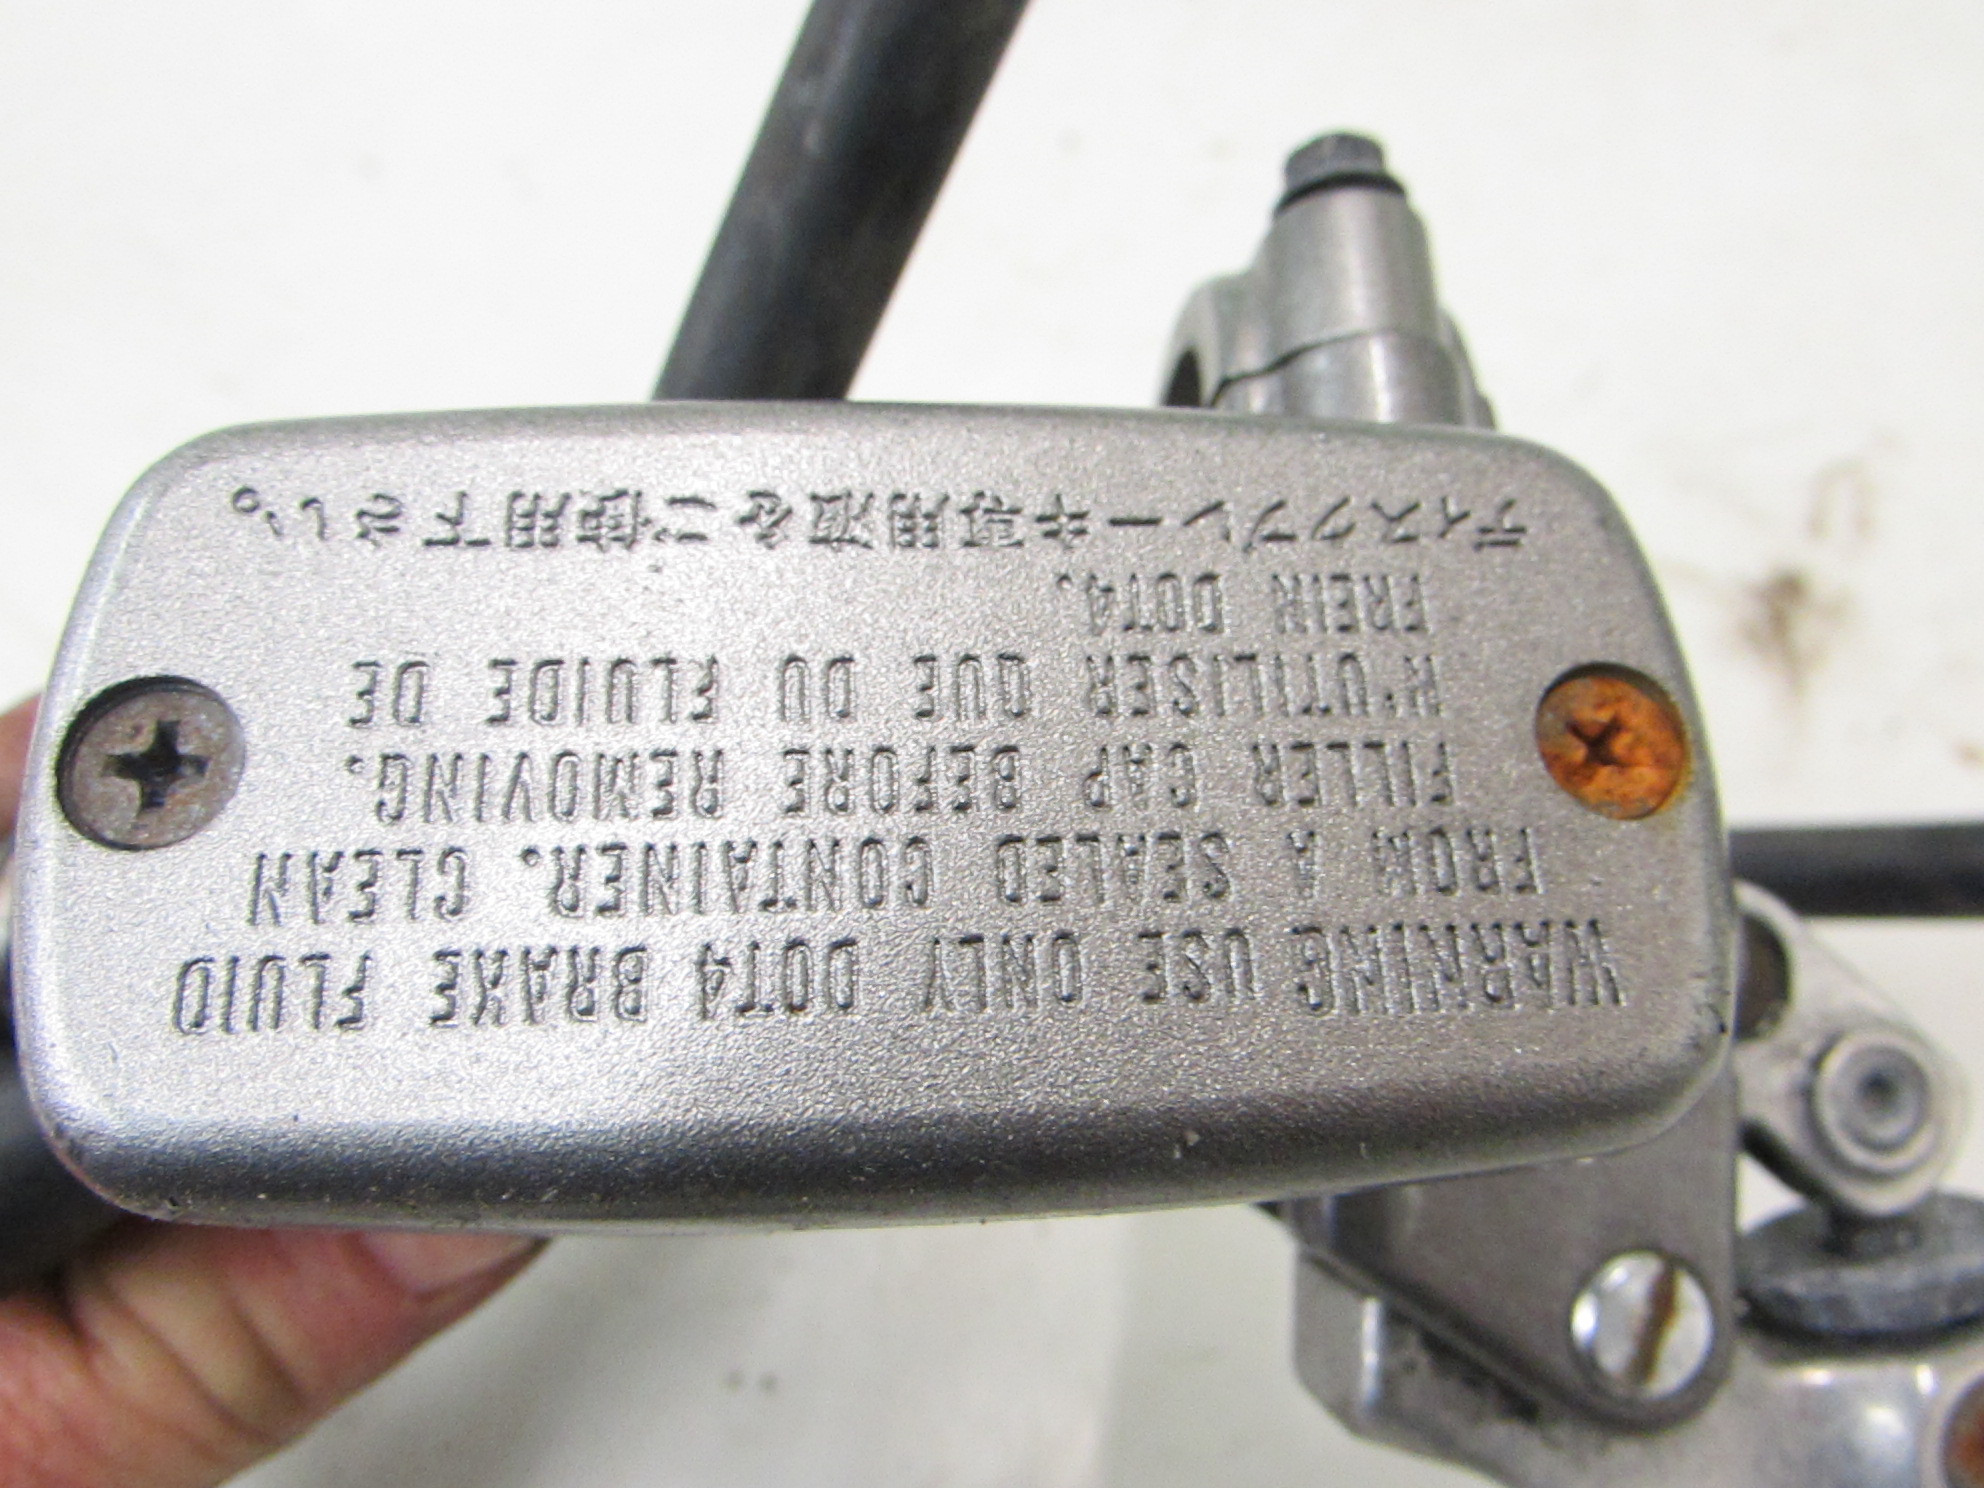 WARNING USE ONLY DOT4 BRAKE FLUID
FROM A SEALED CONTAINER. CLEAN
FILLER CAP BEFORE REMOVING.
N'UTILISER QUE DU FLUIDE DE
FREIN DOT4.
ディスクブレーキ専用液をご使用下さい。